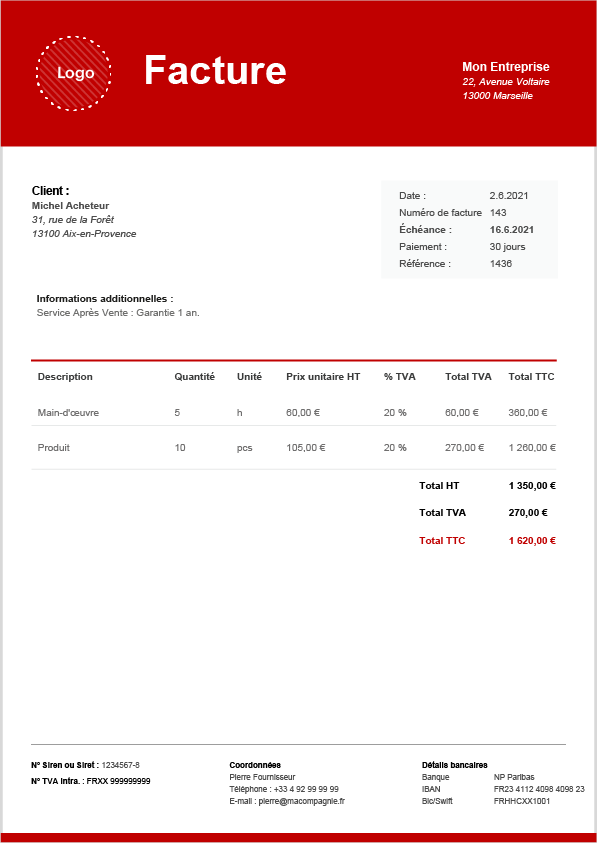 Logo
Facture
Mon Entreprise
22, Avenue Voltaire
13000 Marseille
Client :
Michel Acheteur
31, rue de la Forêt
13100 Aix-en-Provence
Date : 2.6.2021
Numéro de facture 143
Échéance : 16.6.2021
Paiement : 30 jours
Référence : 1436
Informations additionnelles :
Service Après Vente : Garantie 1 an.
Description Quantité Unité Prix unitaire HT % TVA Total TVA Total TTC
Main-d'œuvre 5 h 60,00 € 20 % 60,00 € 360,00 €
Produit 10 pcs 105,00 € 20 % 270,00 € 1 260,00 €
Total HT 1 350,00 €
Total TVA 270,00 €
Total TTC 1 620,00 €
N° Siren ou Siret : 1234567-8
N° TVA intra. : FRXX 999999999
Coordonnées
Pierre Fournisseur
Téléphone : +33 4 92 99 99 99
E-mail : pierre@macompagnie.fr
Détails bancaires
Banque NP Paribas
IBAN FR23 4112 4098 4098 23
Bic/Swift FRHHCXX1001